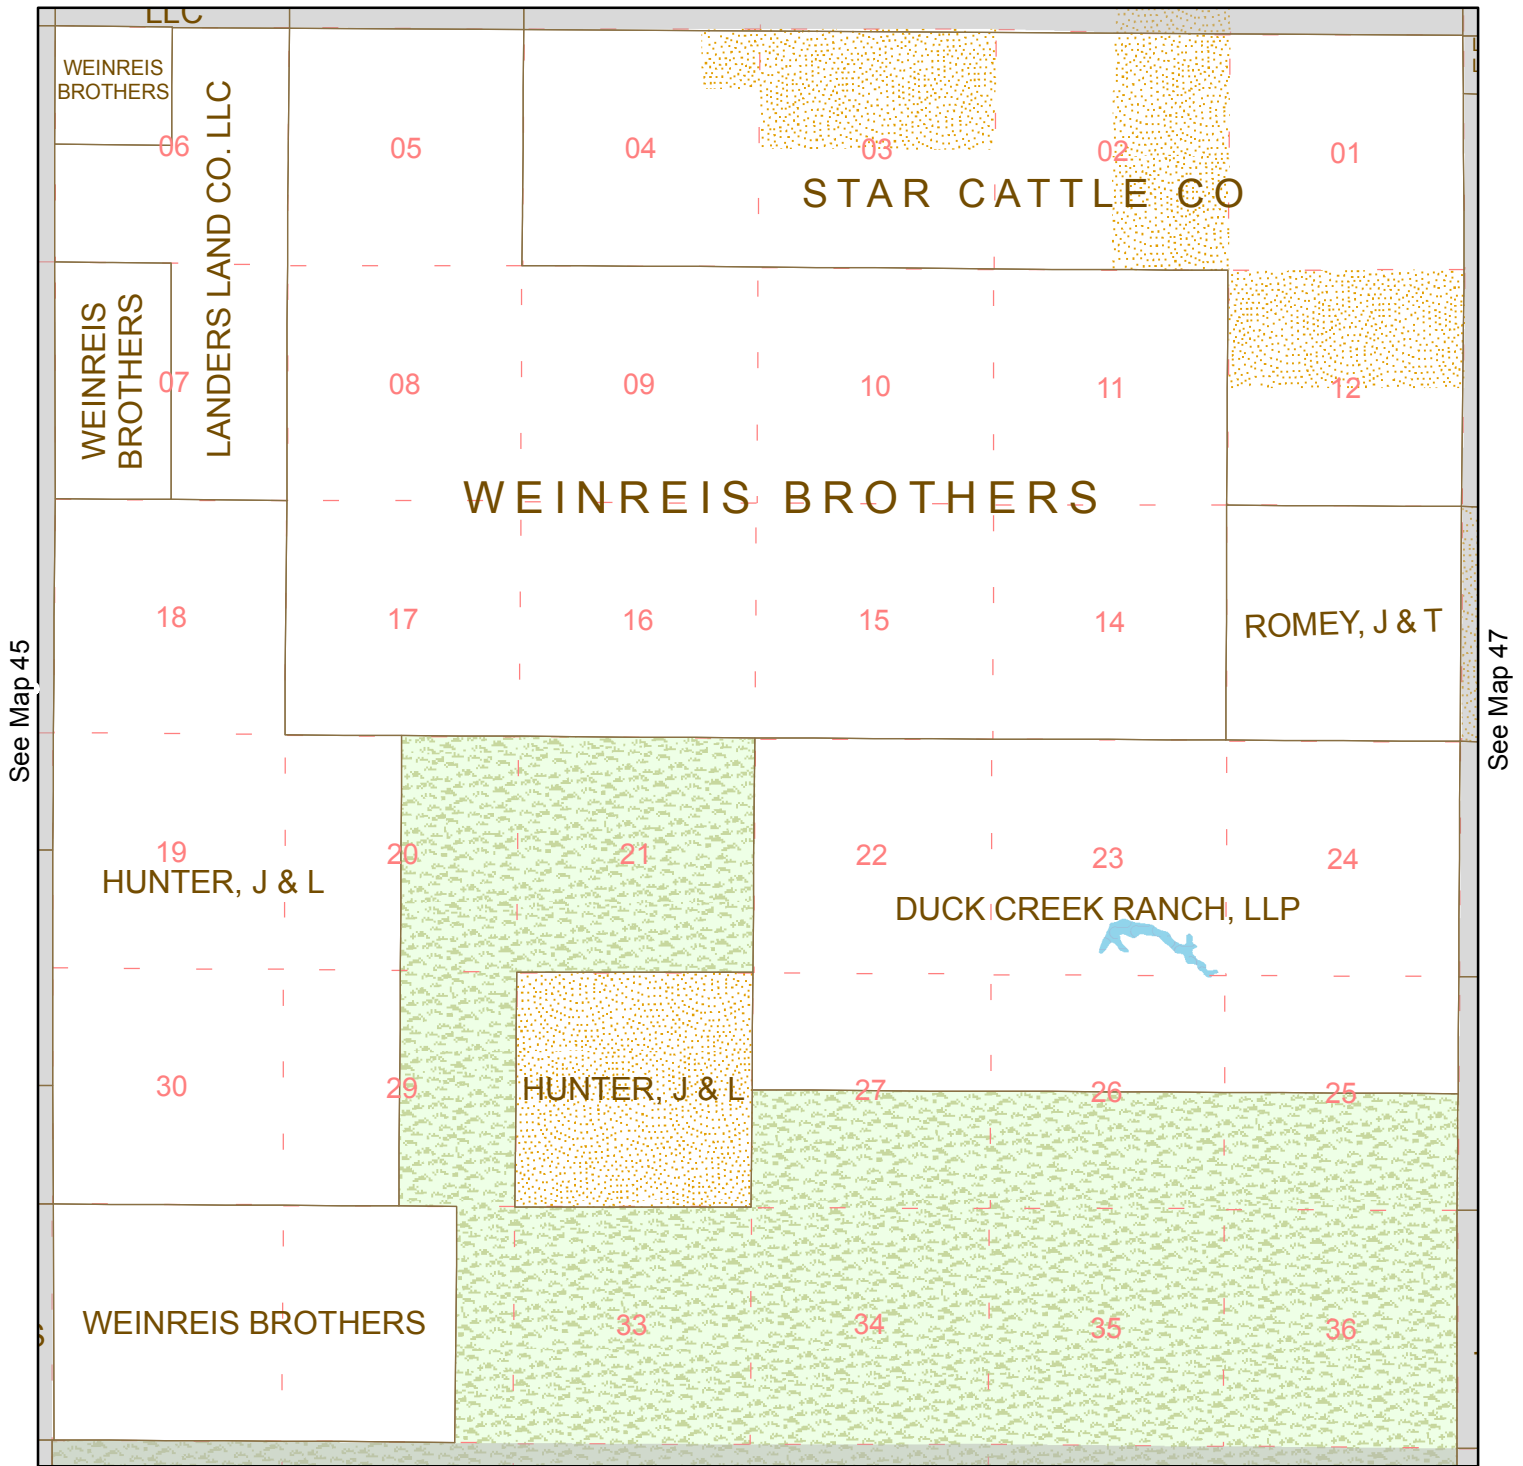 LLC
WEINREIS
BROTHERS
LANDERS LAND CO. LLC
06
05
04
03
02
01
STAR CATTLE CO
WEINREIS
BROTHERS
07
08
09
10
11
12
WEINREIS BROTHERS
18
17
16
15
14
ROMEY, J & T
See Map 45
See Map 47
19
20
21
22
23
24
HUNTER, J & L
DUCK CREEK RANCH, LLP
30
29
HUNTER, J & L
27
26
25
WEINREIS BROTHERS
33
34
35
36